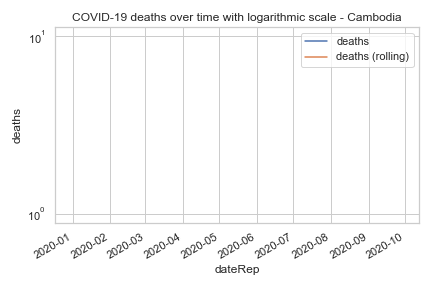 COVID-19 deaths over time with logarithmic scale - Cambodia
deaths
deaths (rolling)
10¹
10⁰
deaths
2020-01
2020-02
2020-03
2020-04
2020-05
2020-06
2020-07
2020-08
2020-09
2020-10
dateRep